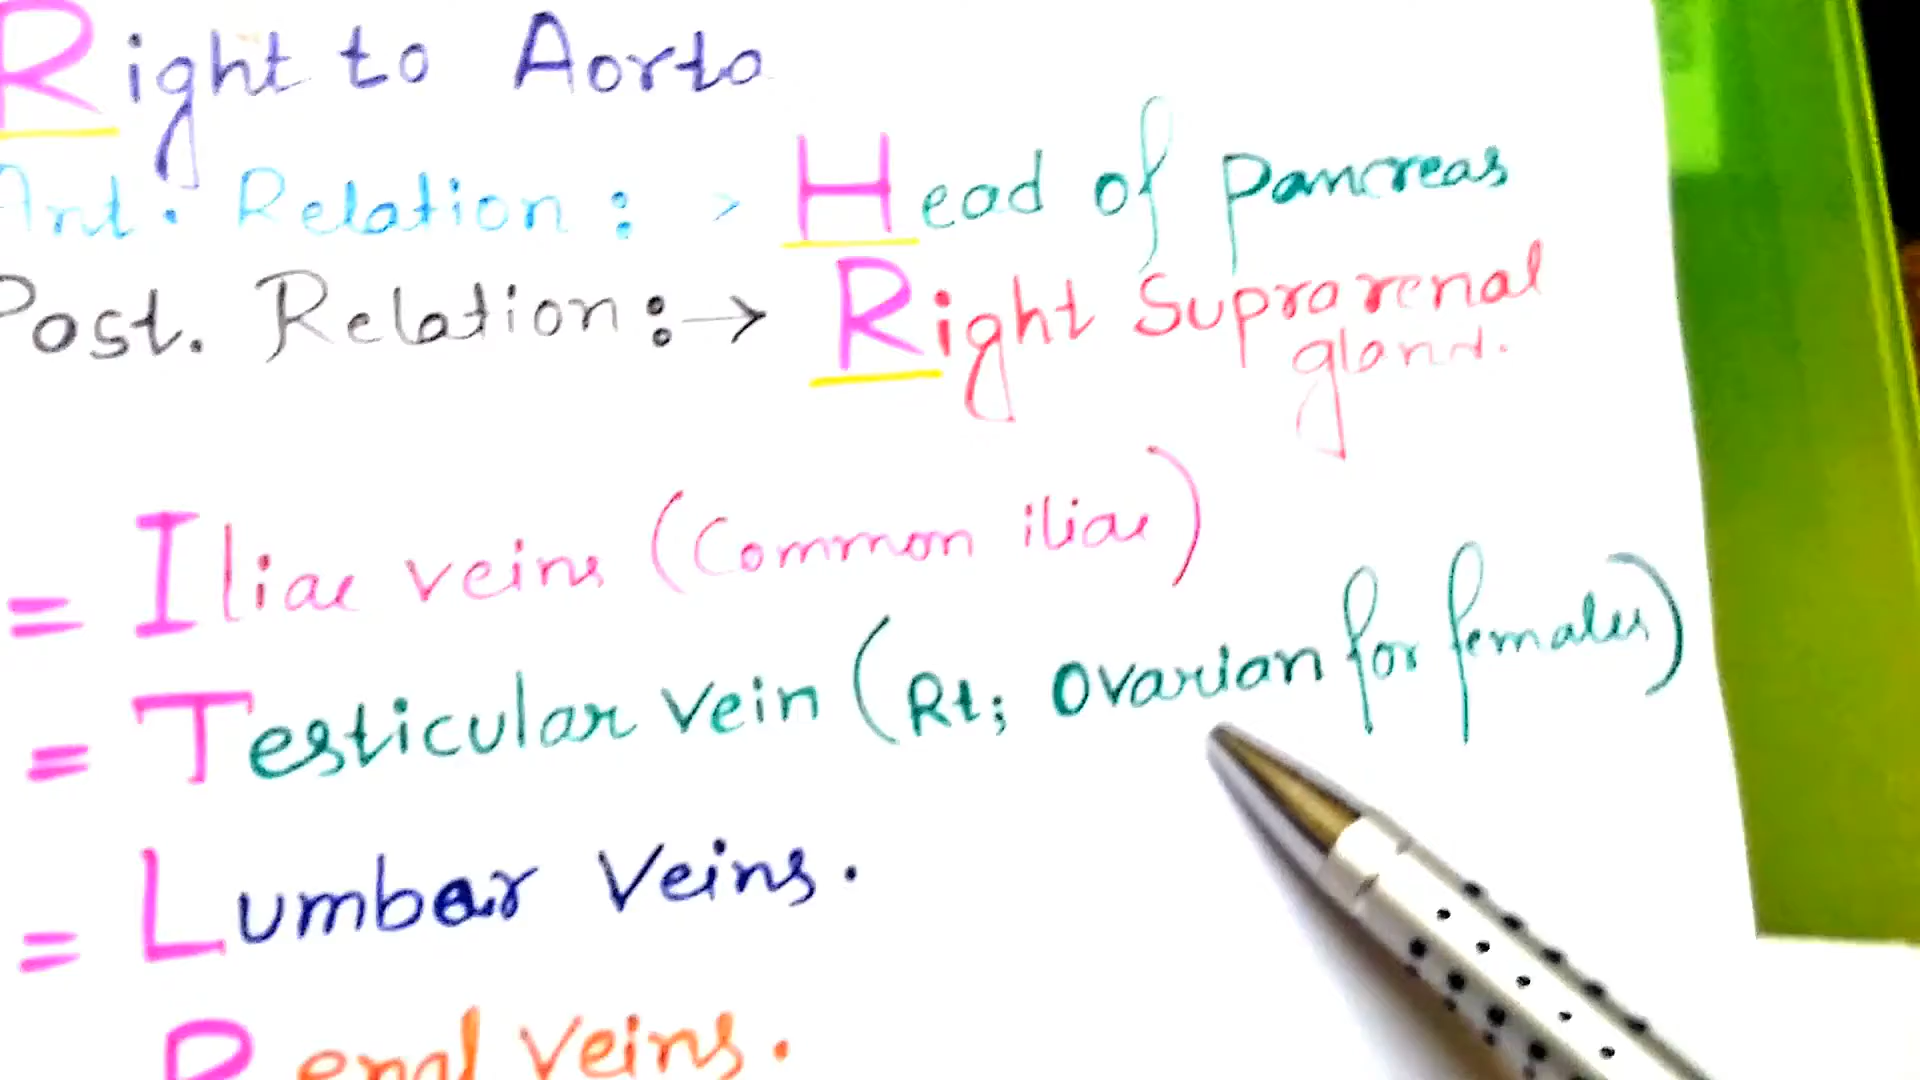 Right to Aorta
Ant. Relation :> Head of Pancreas
Post. Relation :→ Right Suprarenal
gland.
= Iliac veins (Common iliac)
= Testicular vein (Rt; Ovarian for females)
= Lumbar Veins.
Renal Veins.